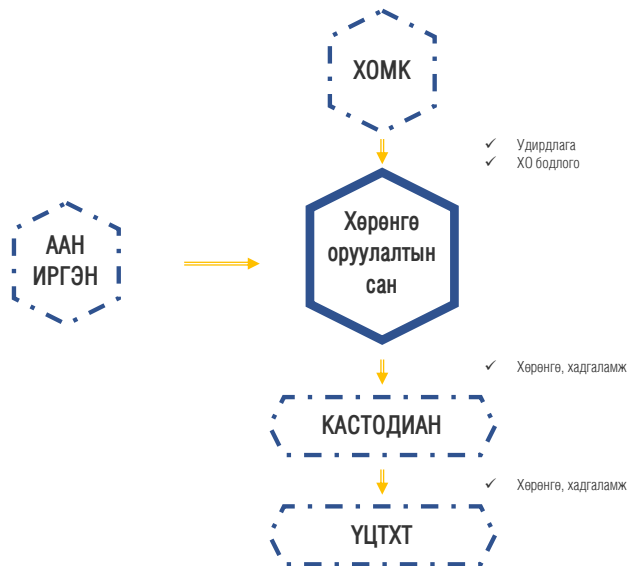 ХОМК
✓ Удирдлага
✓ ХО бодлого
ААН
ИРГЭН
Хөрөнгө
оруулалтын
сан
✓ Хөрөнгө, хадгаламж
КАСТОДИАН
✓ Хөрөнгө, хадгаламж
ҮЦТХТ